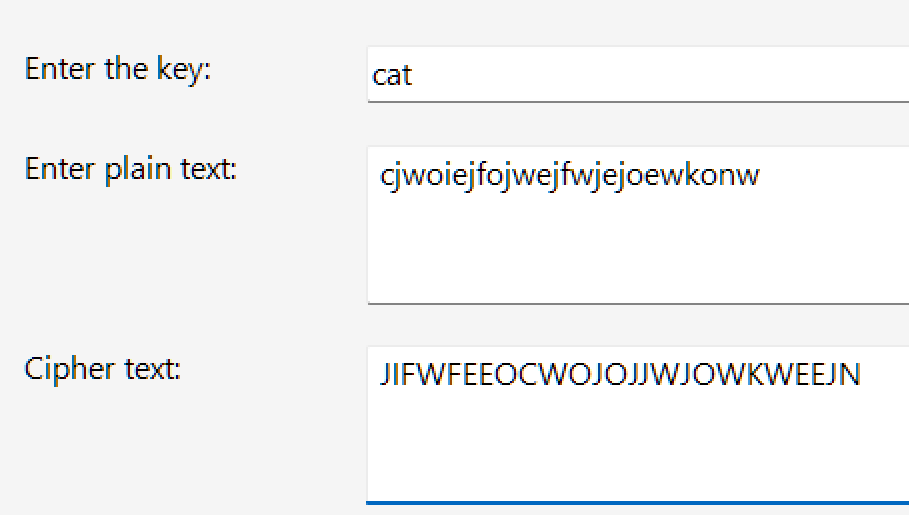 Enter the key:
cat
Enter plain text:
cjwoiejfojwejfwjejoewkonw
Cipher text:
JIFWFEEOCWOJOJJWJOWKWEEJN